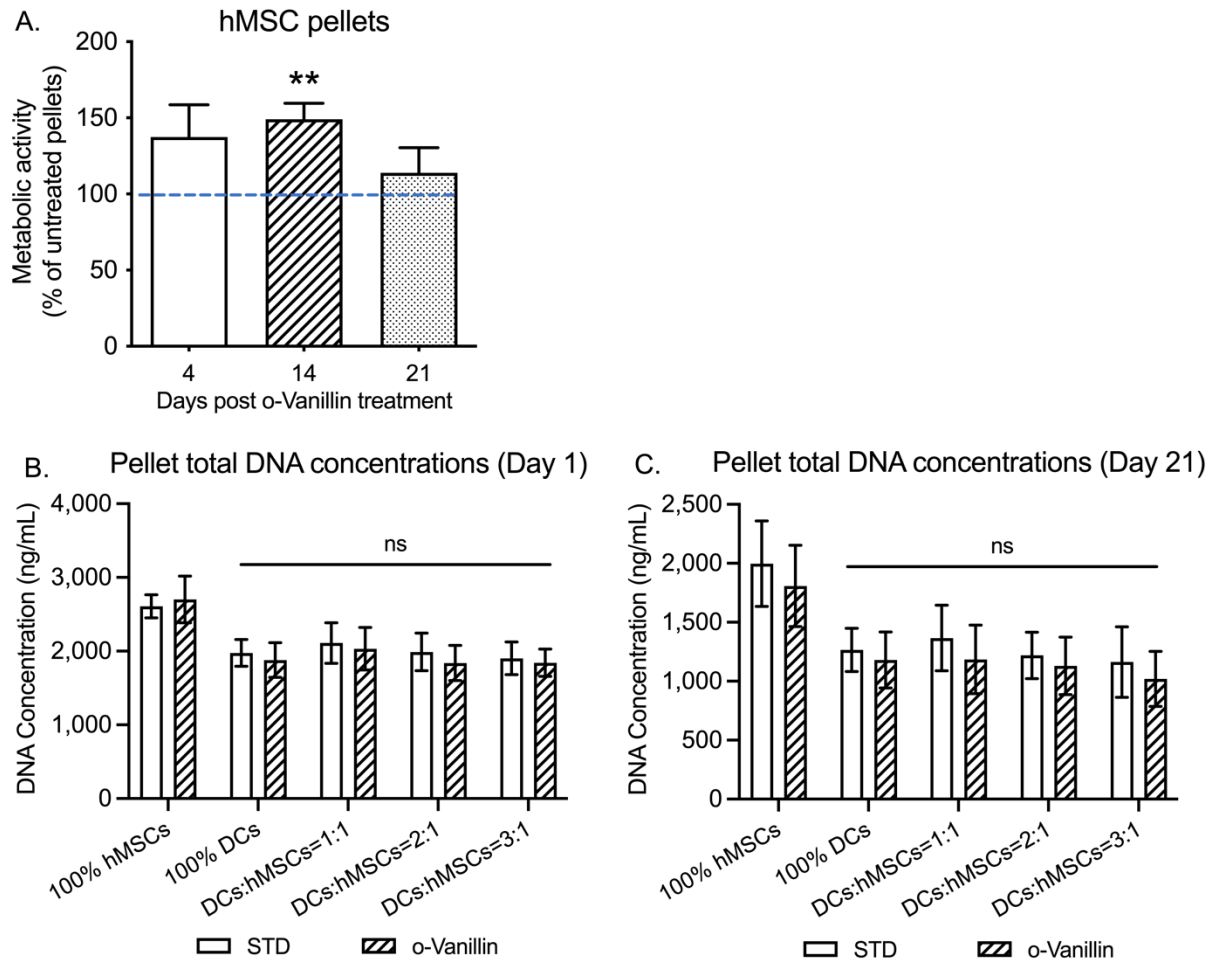 A.
hMSC pellets
Metabolic activity
(% of untreated pellets)
200
150
100
50
0
**
4
14
21
Days post o-Vanillin treatment
B.
Pellet total DNA concentrations (Day 1)
DNA Concentration (ng/mL)
4,000
3,000
2,000
1,000
0
ns
100% hMSCs
100% DCs
DCs:hMSCs=1:1
DCs:hMSCs=2:1
DCs:hMSCs=3:1
STD
o-Vanillin
C.
Pellet total DNA concentrations (Day 21)
DNA Concentration (ng/mL)
2,500
2,000
1,500
1,000
500
0
ns
100% hMSCs
100% DCs
DCs:hMSCs=1:1
DCs:hMSCs=2:1
DCs:hMSCs=3:1
STD
o-Vanillin